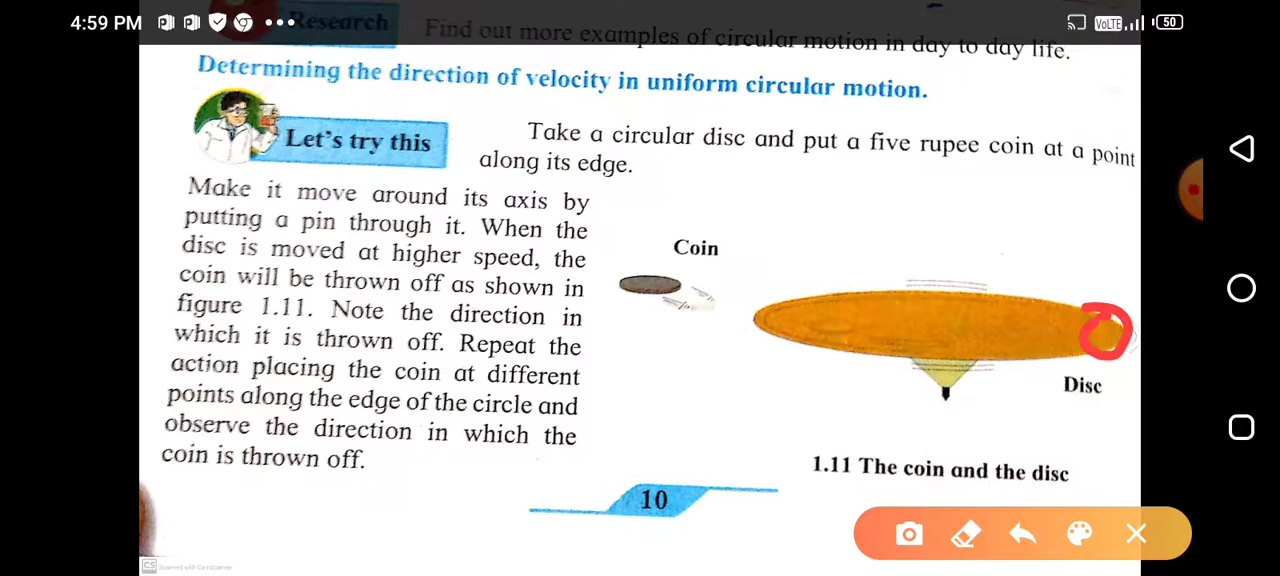 4:59 PM
VoLTE
50
Research
Find out more examples of circular motion in day to day life.
Determining the direction of velocity in uniform circular motion.
Let's try this
Take a circular disc and put a five rupee coin at a point
along its edge.
Make it move around its axis by
putting a pin through it. When the
disc is moved at higher speed, the
coin will be thrown off as shown in
figure 1.11. Note the direction in
which it is thrown off. Repeat the
action placing the coin at different
points along the edge of the circle and
observe the direction in which the
coin is thrown off.
Coin
Disc
1.11 The coin and the disc
10
CS Scanned with CamScanner